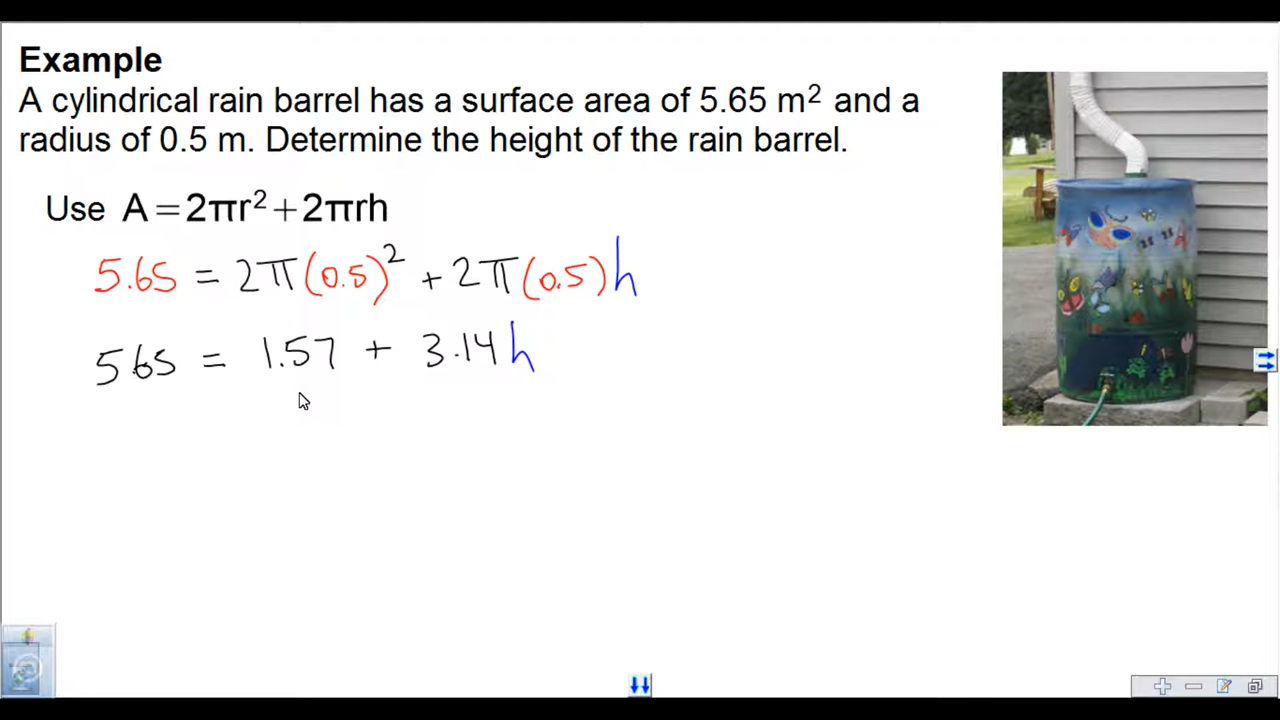 Example
A cylindrical rain barrel has a surface area of 5.65 m² and a
radius of 0.5 m. Determine the height of the rain barrel.
Use A = 2πr² + 2πrh
5.65 = 2π(0.5)² + 2π(0.5)h
5.65 = 1.57 + 3.14h